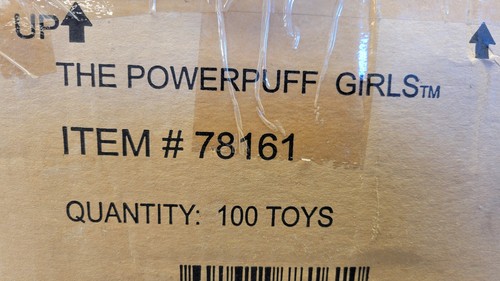 UP
THE POWERPUFF GIRLS™
ITEM # 78161
QUANTITY: 100 TOYS